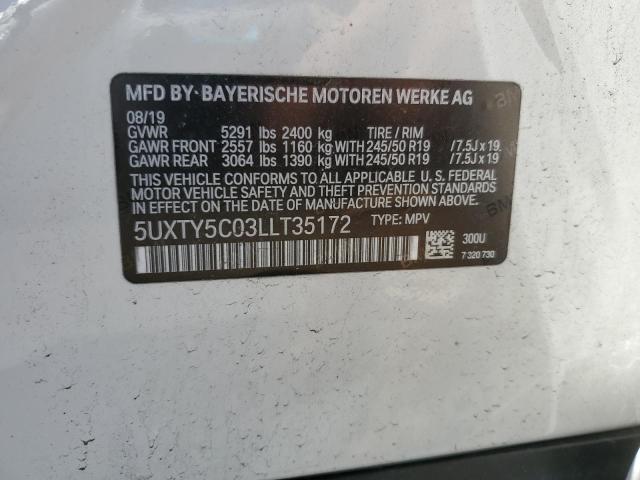 MFD BY·BAYERISCHE MOTOREN WERKE AG
08/19
GVWR 5291 lbs 2400 kg TIRE / RIM
GAWR FRONT 2557 lbs 1160 kg WITH 245/50 R19 /7.5J x 19
GAWR REAR 3064 lbs 1390 kg WITH 245/50 R19 /7.5J x 19
THIS VEHICLE CONFORMS TO ALL APPLICABLE U. S. FEDERAL
MOTOR VEHICLE SAFETY AND THEFT PREVENTION STANDARDS
IN EFFECT ON THE DATE OF MANUFACTURE SHOWN ABOVE.
5UXTY5C03LLT35172 TYPE: MPV
300U
7 320 730